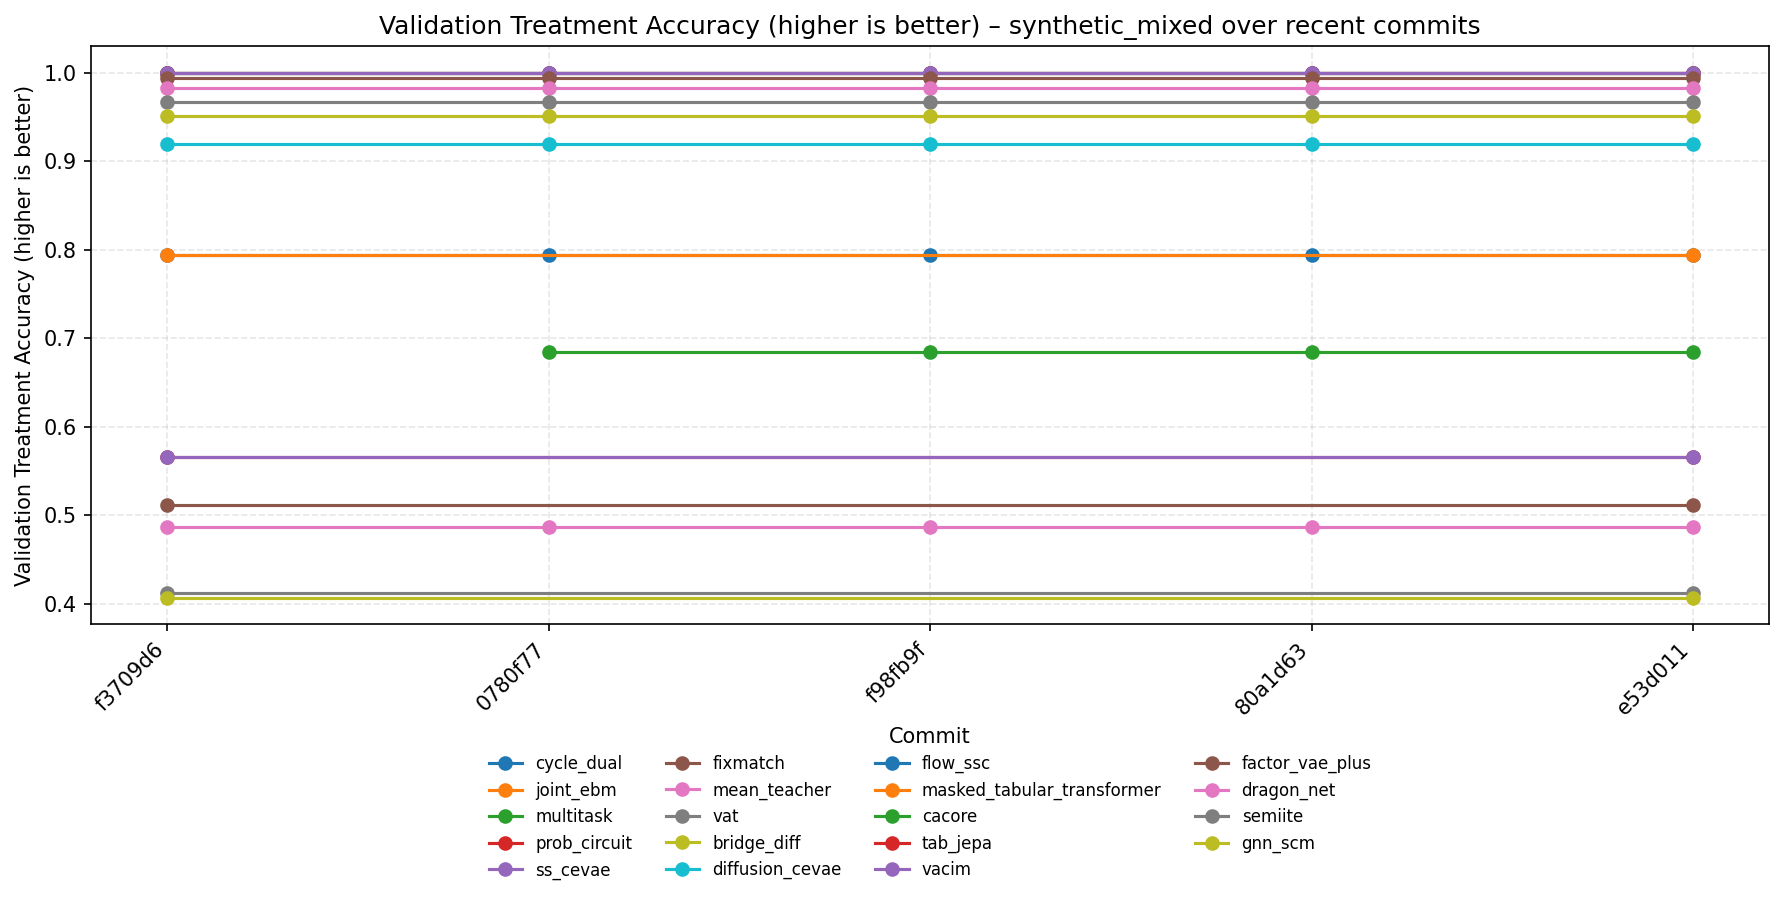 Validation Treatment Accuracy (higher is better) – synthetic_mixed over recent commits
Validation Treatment Accuracy (higher is better)
1.0
0.9
0.8
0.7
0.6
0.5
0.4
f3709d6
0780f77
f98fb9f
80a1d63
e53d011
Commit
cycle_dual
joint_ebm
multitask
prob_circuit
ss_cevae
fixmatch
mean_teacher
vat
bridge_diff
diffusion_cevae
flow_ssc
masked_tabular_transformer
cacore
tab_jepa
vacim
factor_vae_plus
dragon_net
semiite
gnn_scm